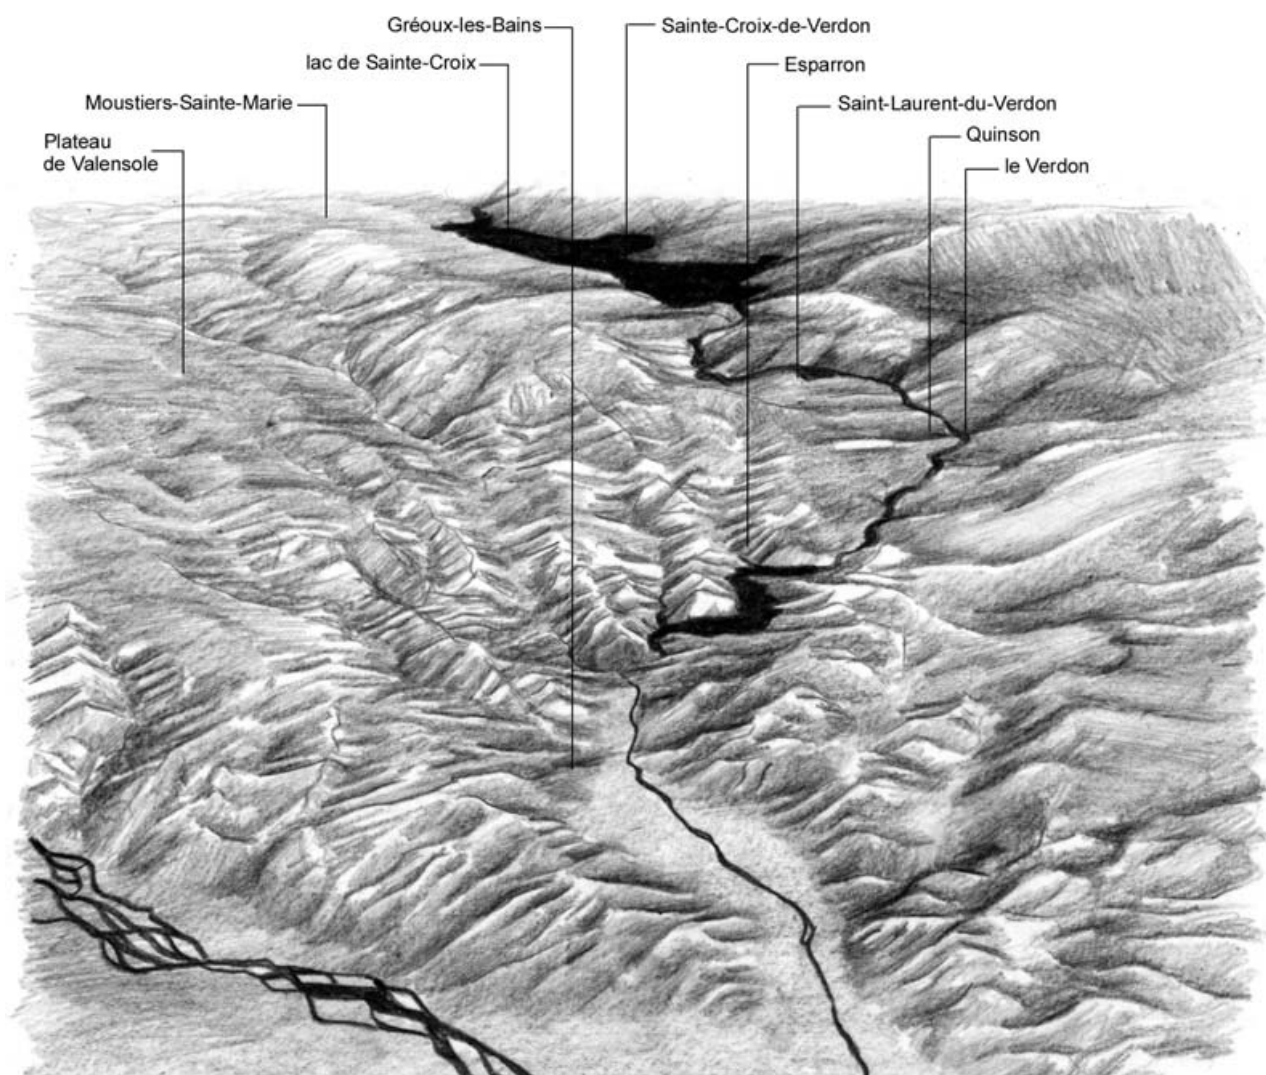 Gréoux-les-Bains
Sainte-Croix-de-Verdon
lac de Sainte-Croix
Esparron
Moustiers-Sainte-Marie
Saint-Laurent-du-Verdon
Plateau
de Valensole
Quinson
le Verdon